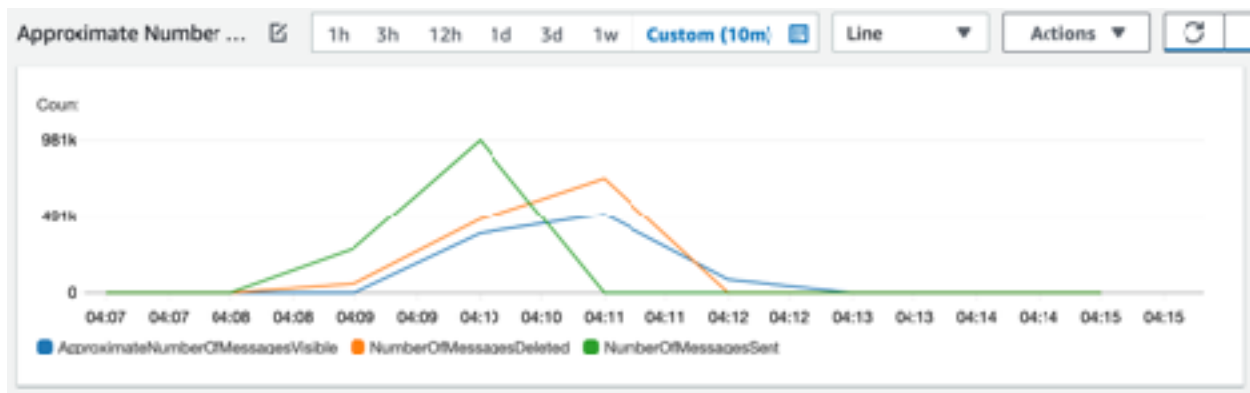 Approximate Number ... 1h 3h 12h 1d 3d 1w Custom (10m) Line ▼ Actions ▼
Coun:
981k
491k
0
04:07 04:07 04:08 04:08 04:09 04:09 04:10 04:10 04:11 04:11 04:12 04:12 04:13 04:13 04:14 04:14 04:15 04:15
ApproximateNumberOfMessagesVisible NumberOfMessagesDeleted NumberOfMessagesSent